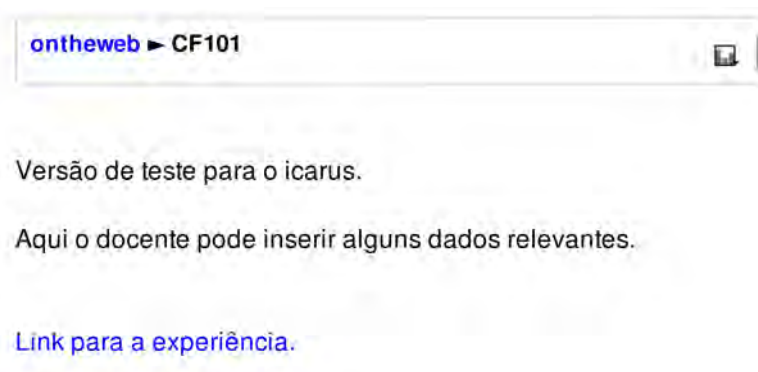 ontheweb ► CF101
Versão de teste para o icarus.
Aqui o docente pode inserir alguns dados relevantes.
Link para a experiência.